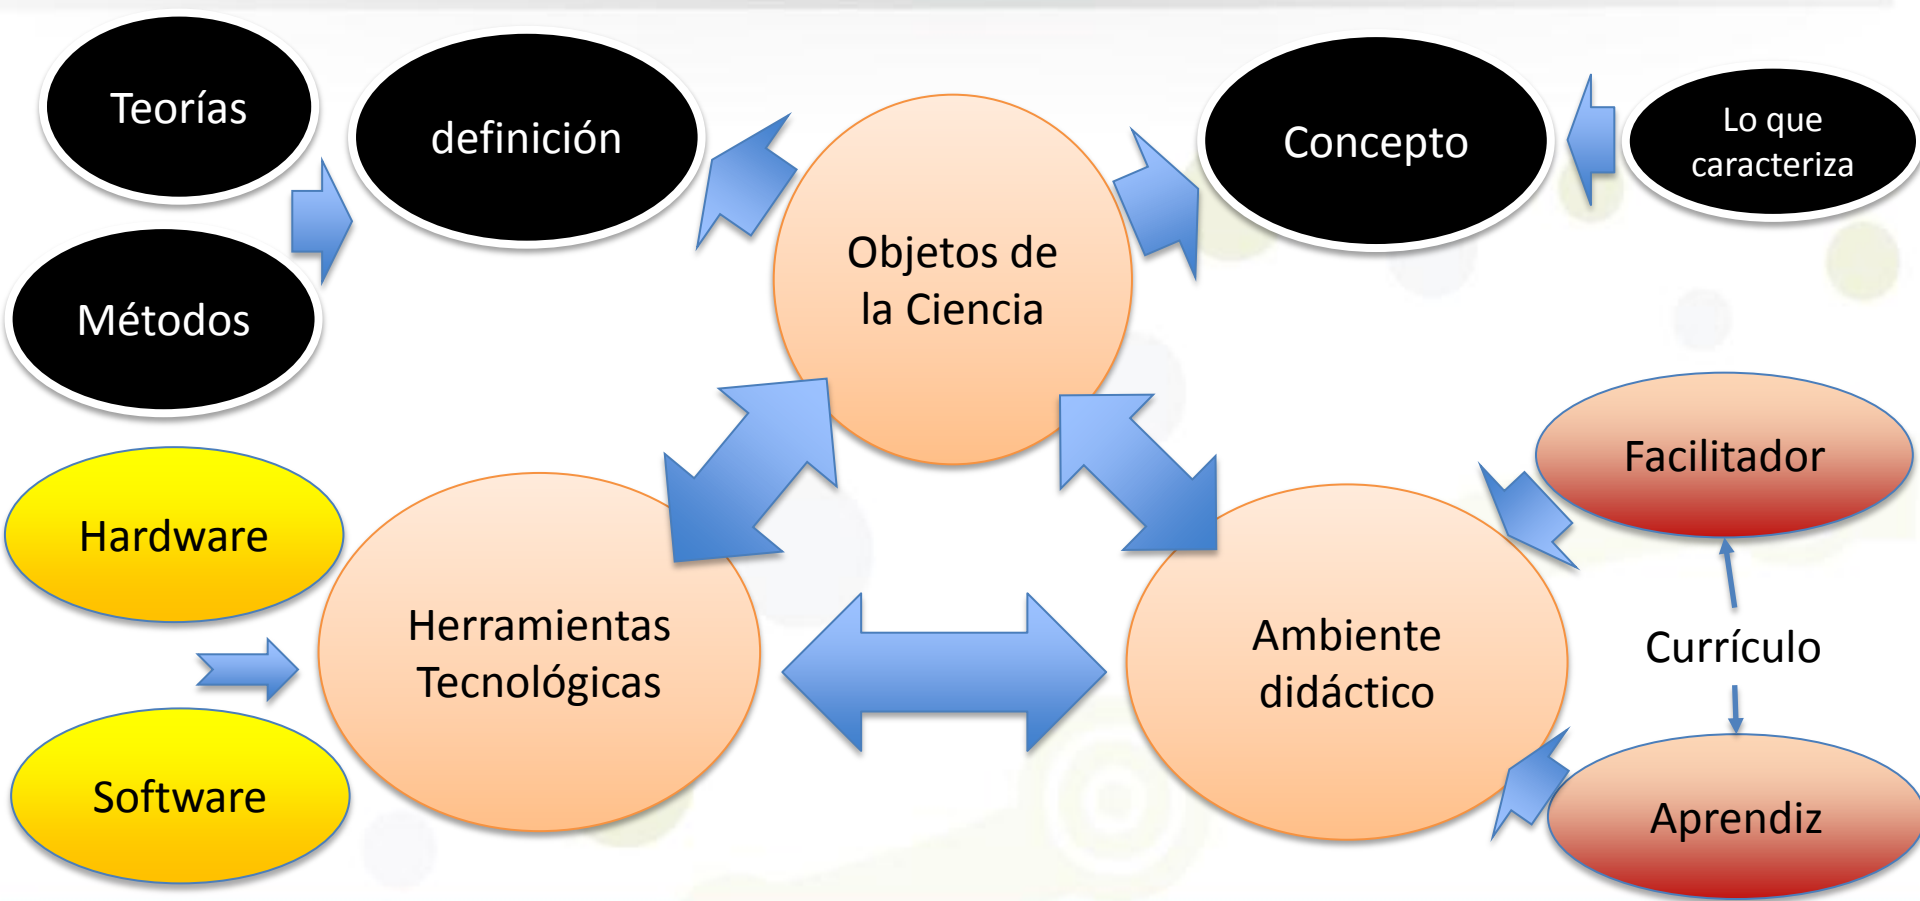 Teorías
definición
Concepto
Lo que
caracteriza
Objetos de
la Ciencia
Métodos
Facilitador
Hardware
Herramientas
Tecnológicas
Ambiente
didáctico
Currículo
Software
Aprendiz